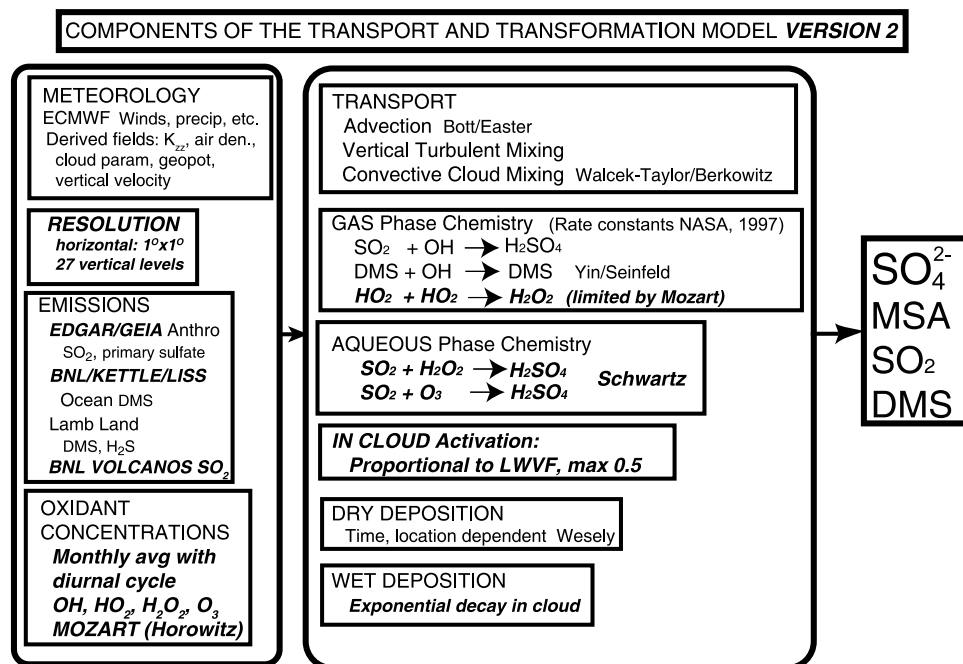 COMPONENTS OF THE TRANSPORT AND TRANSFORMATION MODEL VERSION 2
METEOROLOGY
ECMWF Winds, precip, etc.
Derived fields: Kzz, air den.,
cloud param, geopot,
vertical velocity
RESOLUTION
horizontal: 1⁰x1⁰
27 vertical levels
EMISSIONS
EDGAR/GEIA Anthro
SO₂, primary sulfate
BNL/KETTLE/LISS
Ocean DMS
Lamb Land
DMS, H₂S
BNL VOLCANOS SO₂
OXIDANT
CONCENTRATIONS
Monthly avg with
diurnal cycle
OH, HO₂, H₂O₂, O₃
MOZART (Horowitz)
TRANSPORT
Advection Bott/Easter
Vertical Turbulent Mixing
Convective Cloud Mixing Walcek-Taylor/Berkowitz
GAS Phase Chemistry (Rate constants NASA, 1997)
SO₂ + OH → H₂SO₄
DMS + OH → DMS Yin/Seinfeld
HO₂ + HO₂ → H₂O₂ (limited by Mozart)
AQUEOUS Phase Chemistry
SO₂ + H₂O₂ → H₂SO₄
SO₂ + O₃ → H₂SO₄
Schwartz
IN CLOUD Activation:
Proportional to LWVF, max 0.5
DRY DEPOSITION
Time, location dependent Wesely
WET DEPOSITION
Exponential decay in cloud
SO₄²⁻
MSA
SO₂
DMS